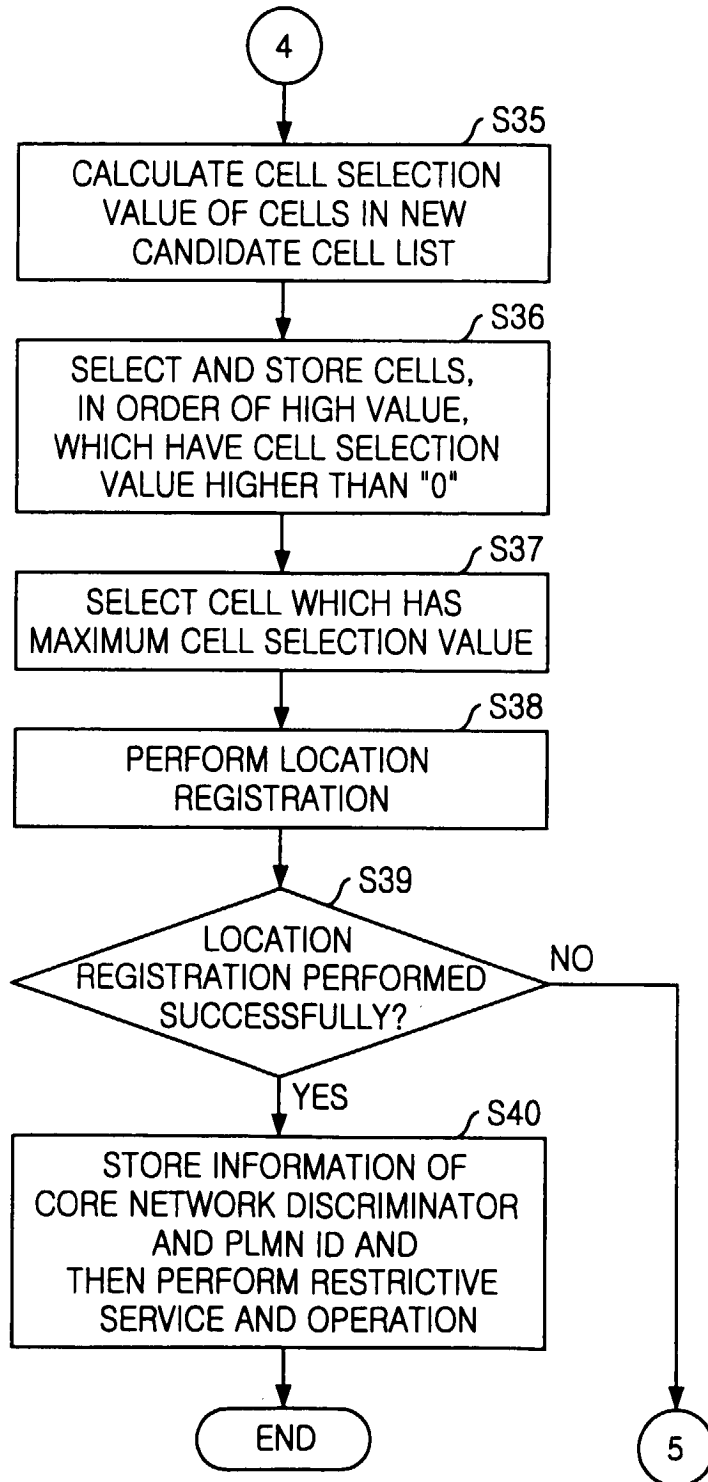 4
S35
CALCULATE CELL SELECTION
VALUE OF CELLS IN NEW
CANDIDATE CELL LIST
S36
SELECT AND STORE CELLS,
IN ORDER OF HIGH VALUE,
WHICH HAVE CELL SELECTION
VALUE HIGHER THAN "0"
S37
SELECT CELL WHICH HAS
MAXIMUM CELL SELECTION VALUE
S38
PERFORM LOCATION
REGISTRATION
S39
LOCATION
REGISTRATION PERFORMED
SUCCESSFULLY?
NO
YES
S40
STORE INFORMATION OF
CORE NETWORK DISCRIMINATOR
AND PLMN ID AND
THEN PERFORM RESTRICTIVE
SERVICE AND OPERATION
END
5